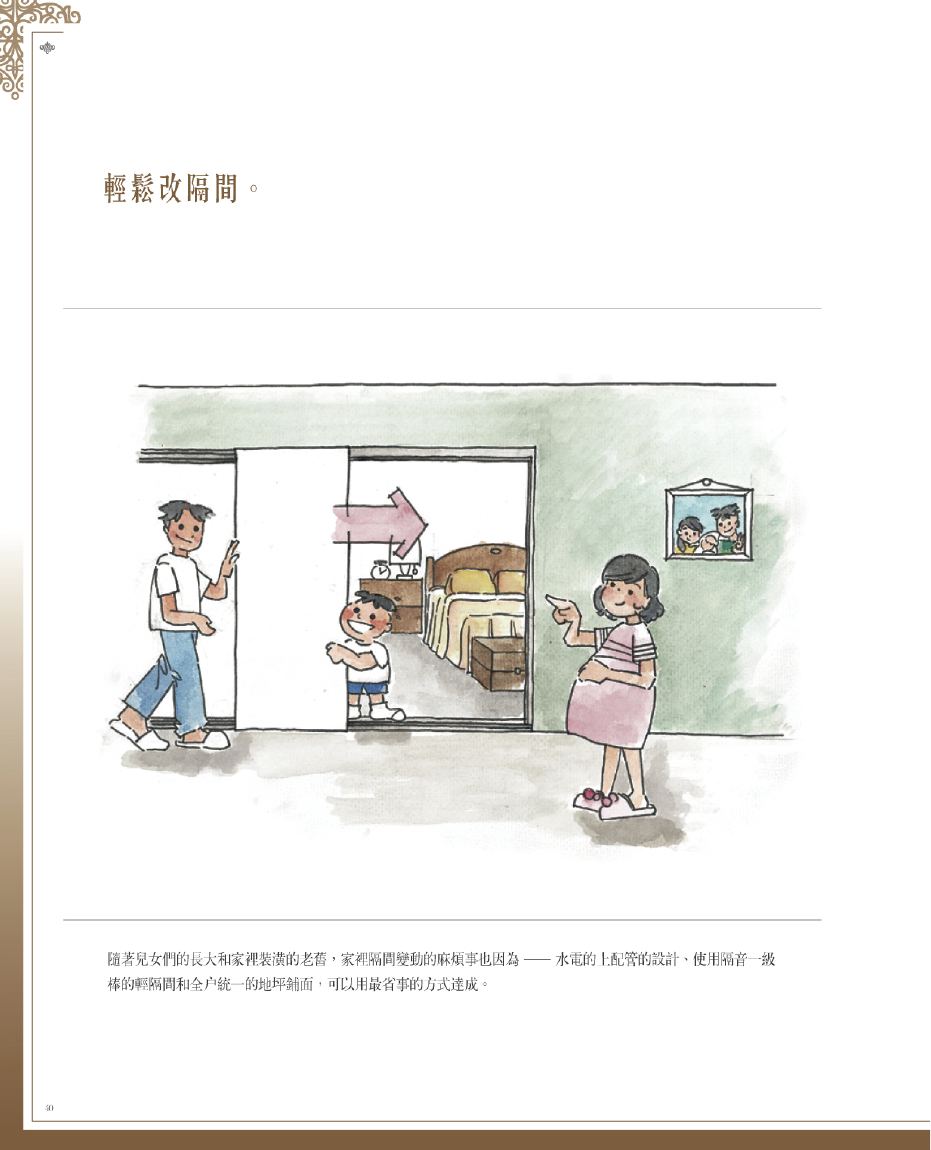 輕鬆改隔間。
隨著兒女們的長大和家裡裝潢的老舊，家裡隔間變動的麻煩事也因為 —— 水電的上配管的設計、使用隔音一級
棒的輕隔間和全户統一的地坪鋪面，可以用最省事的方式達成。
40